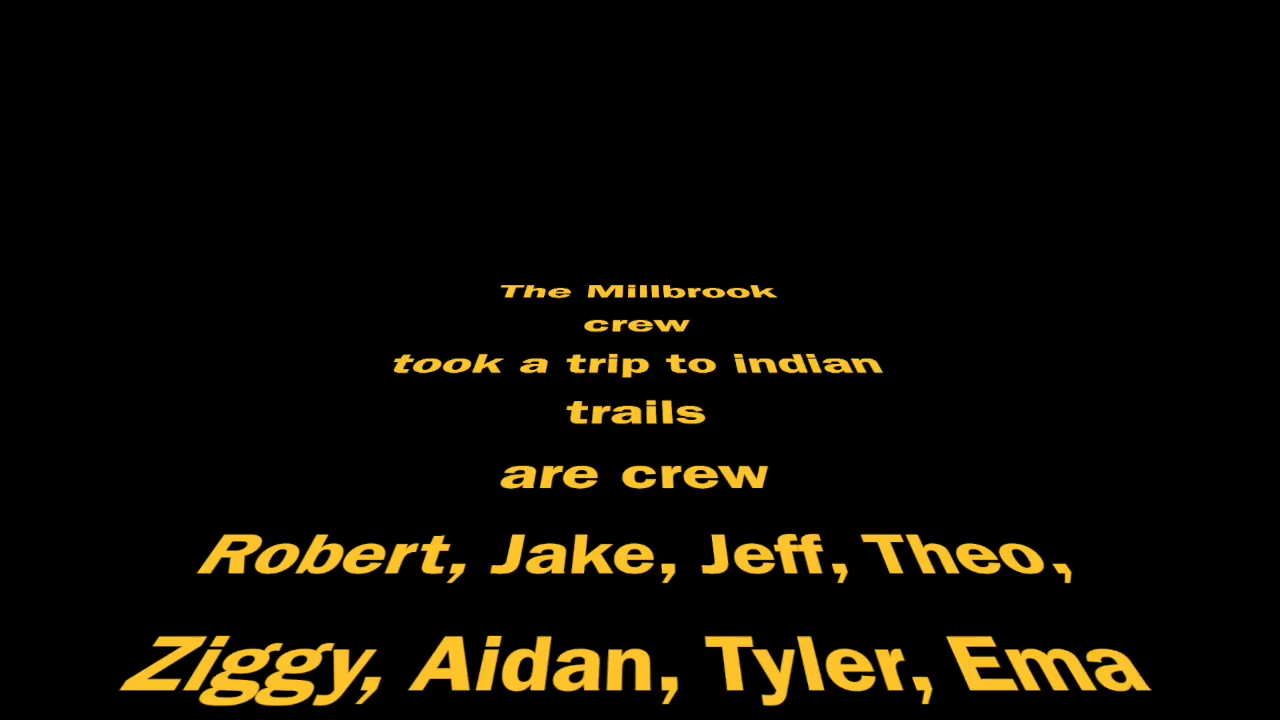 The Millbrook
crew
took a trip to indian
trails
are crew
Robert, Jake, Jeff, Theo,
Ziggy, Aidan, Tyler, Ema